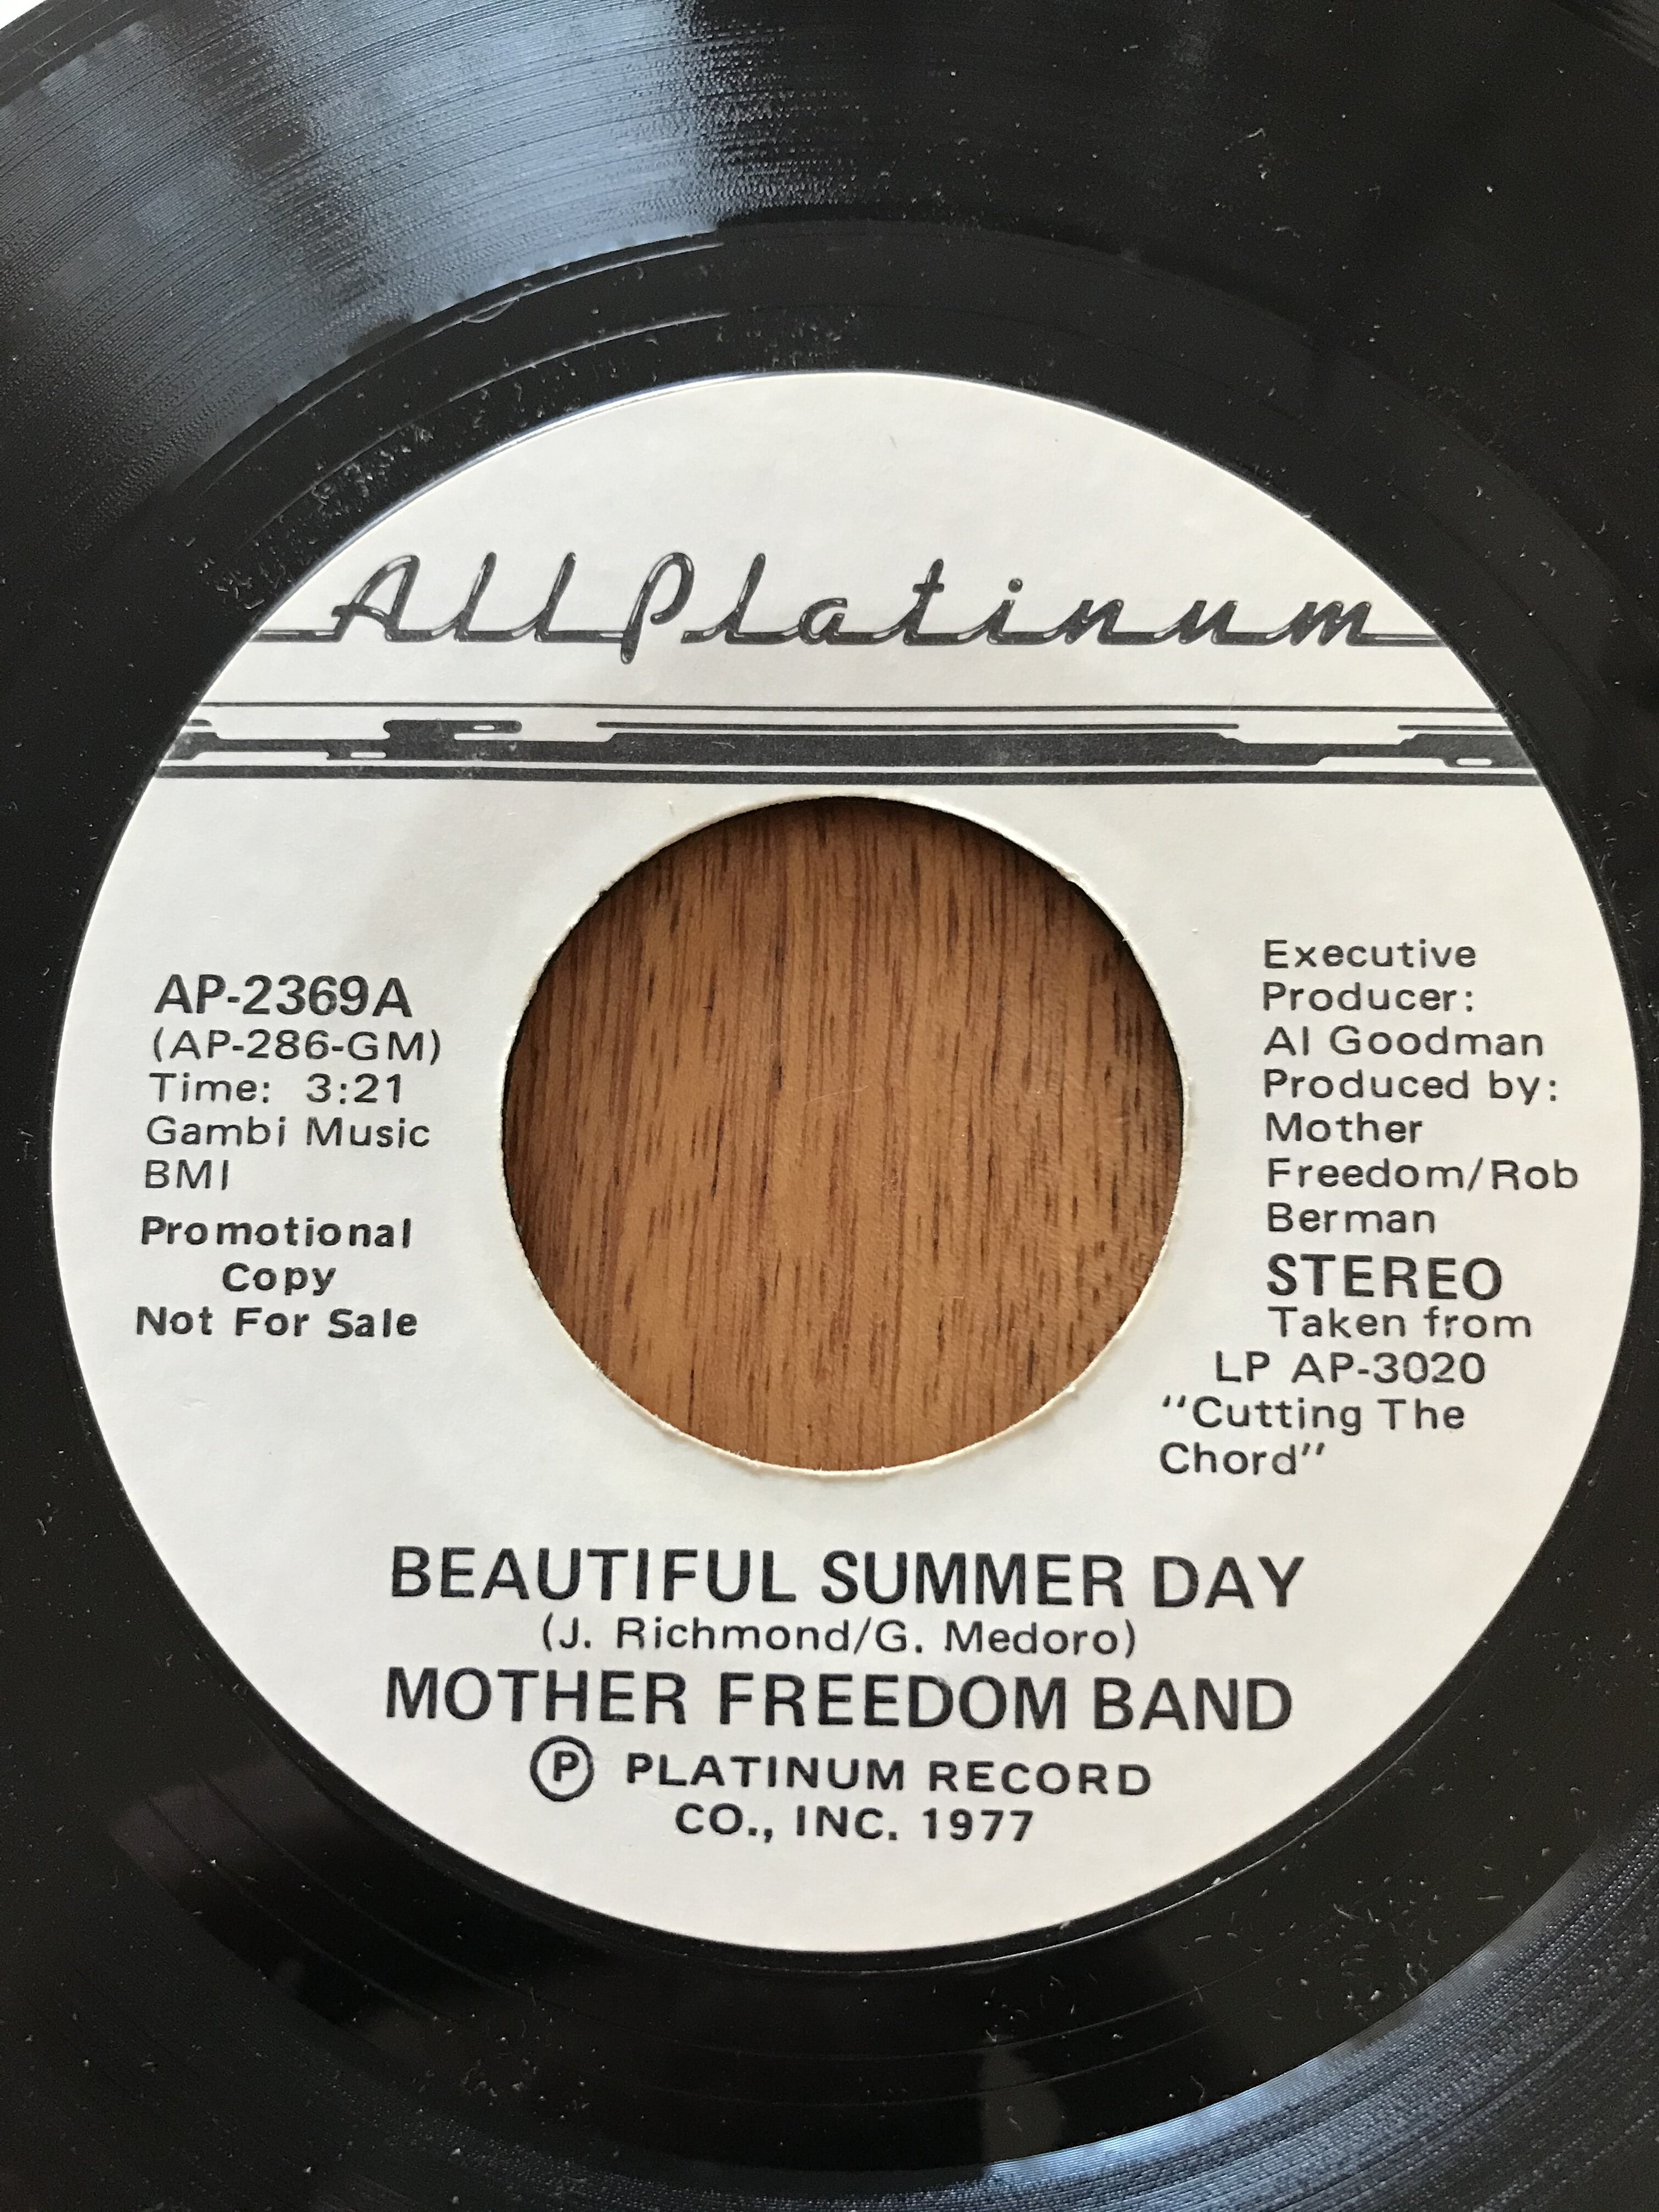 All Platinum
AP-2369A
(AP-286-GM)
Time: 3:21
Gambi Music
BMI
Promotional
Copy
Not For Sale
Executive
Producer:
Al Goodman
Produced by:
Mother
Freedom/Rob
Berman
STEREO
Taken from
LP AP-3020
"Cutting The
Chord"
BEAUTIFUL SUMMER DAY
(J. Richmond/G. Medoro)
MOTHER FREEDOM BAND
Ⓟ PLATINUM RECORD
CO., INC. 1977